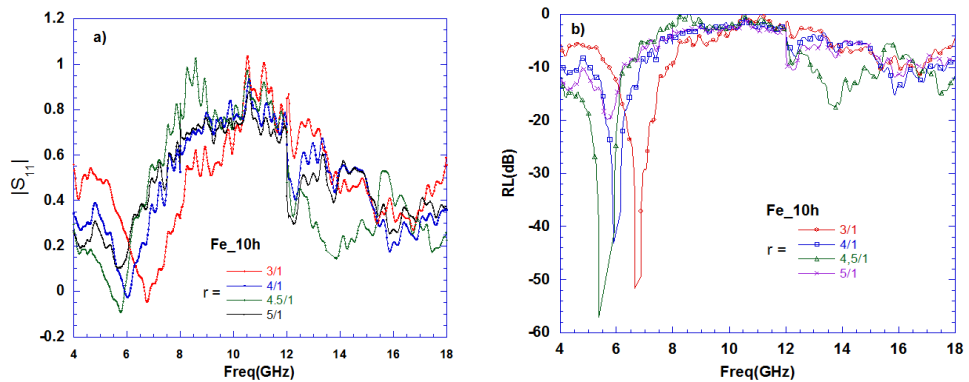 a)
|S11|
1.2
1
0.8
0.6
0.4
0.2
0
-0.2
Fe_10h
r =
3/1
4/1
4.5/1
5/1
4 6 8 10 12 14 16 18
Freq(GHz)
b)
RL(dB)
0
-10
-20
-30
-40
-50
-60
Fe_10h
r =
3/1
4/1
4,5/1
5/1
4 6 8 10 12 14 16 18
Freq(GHz)